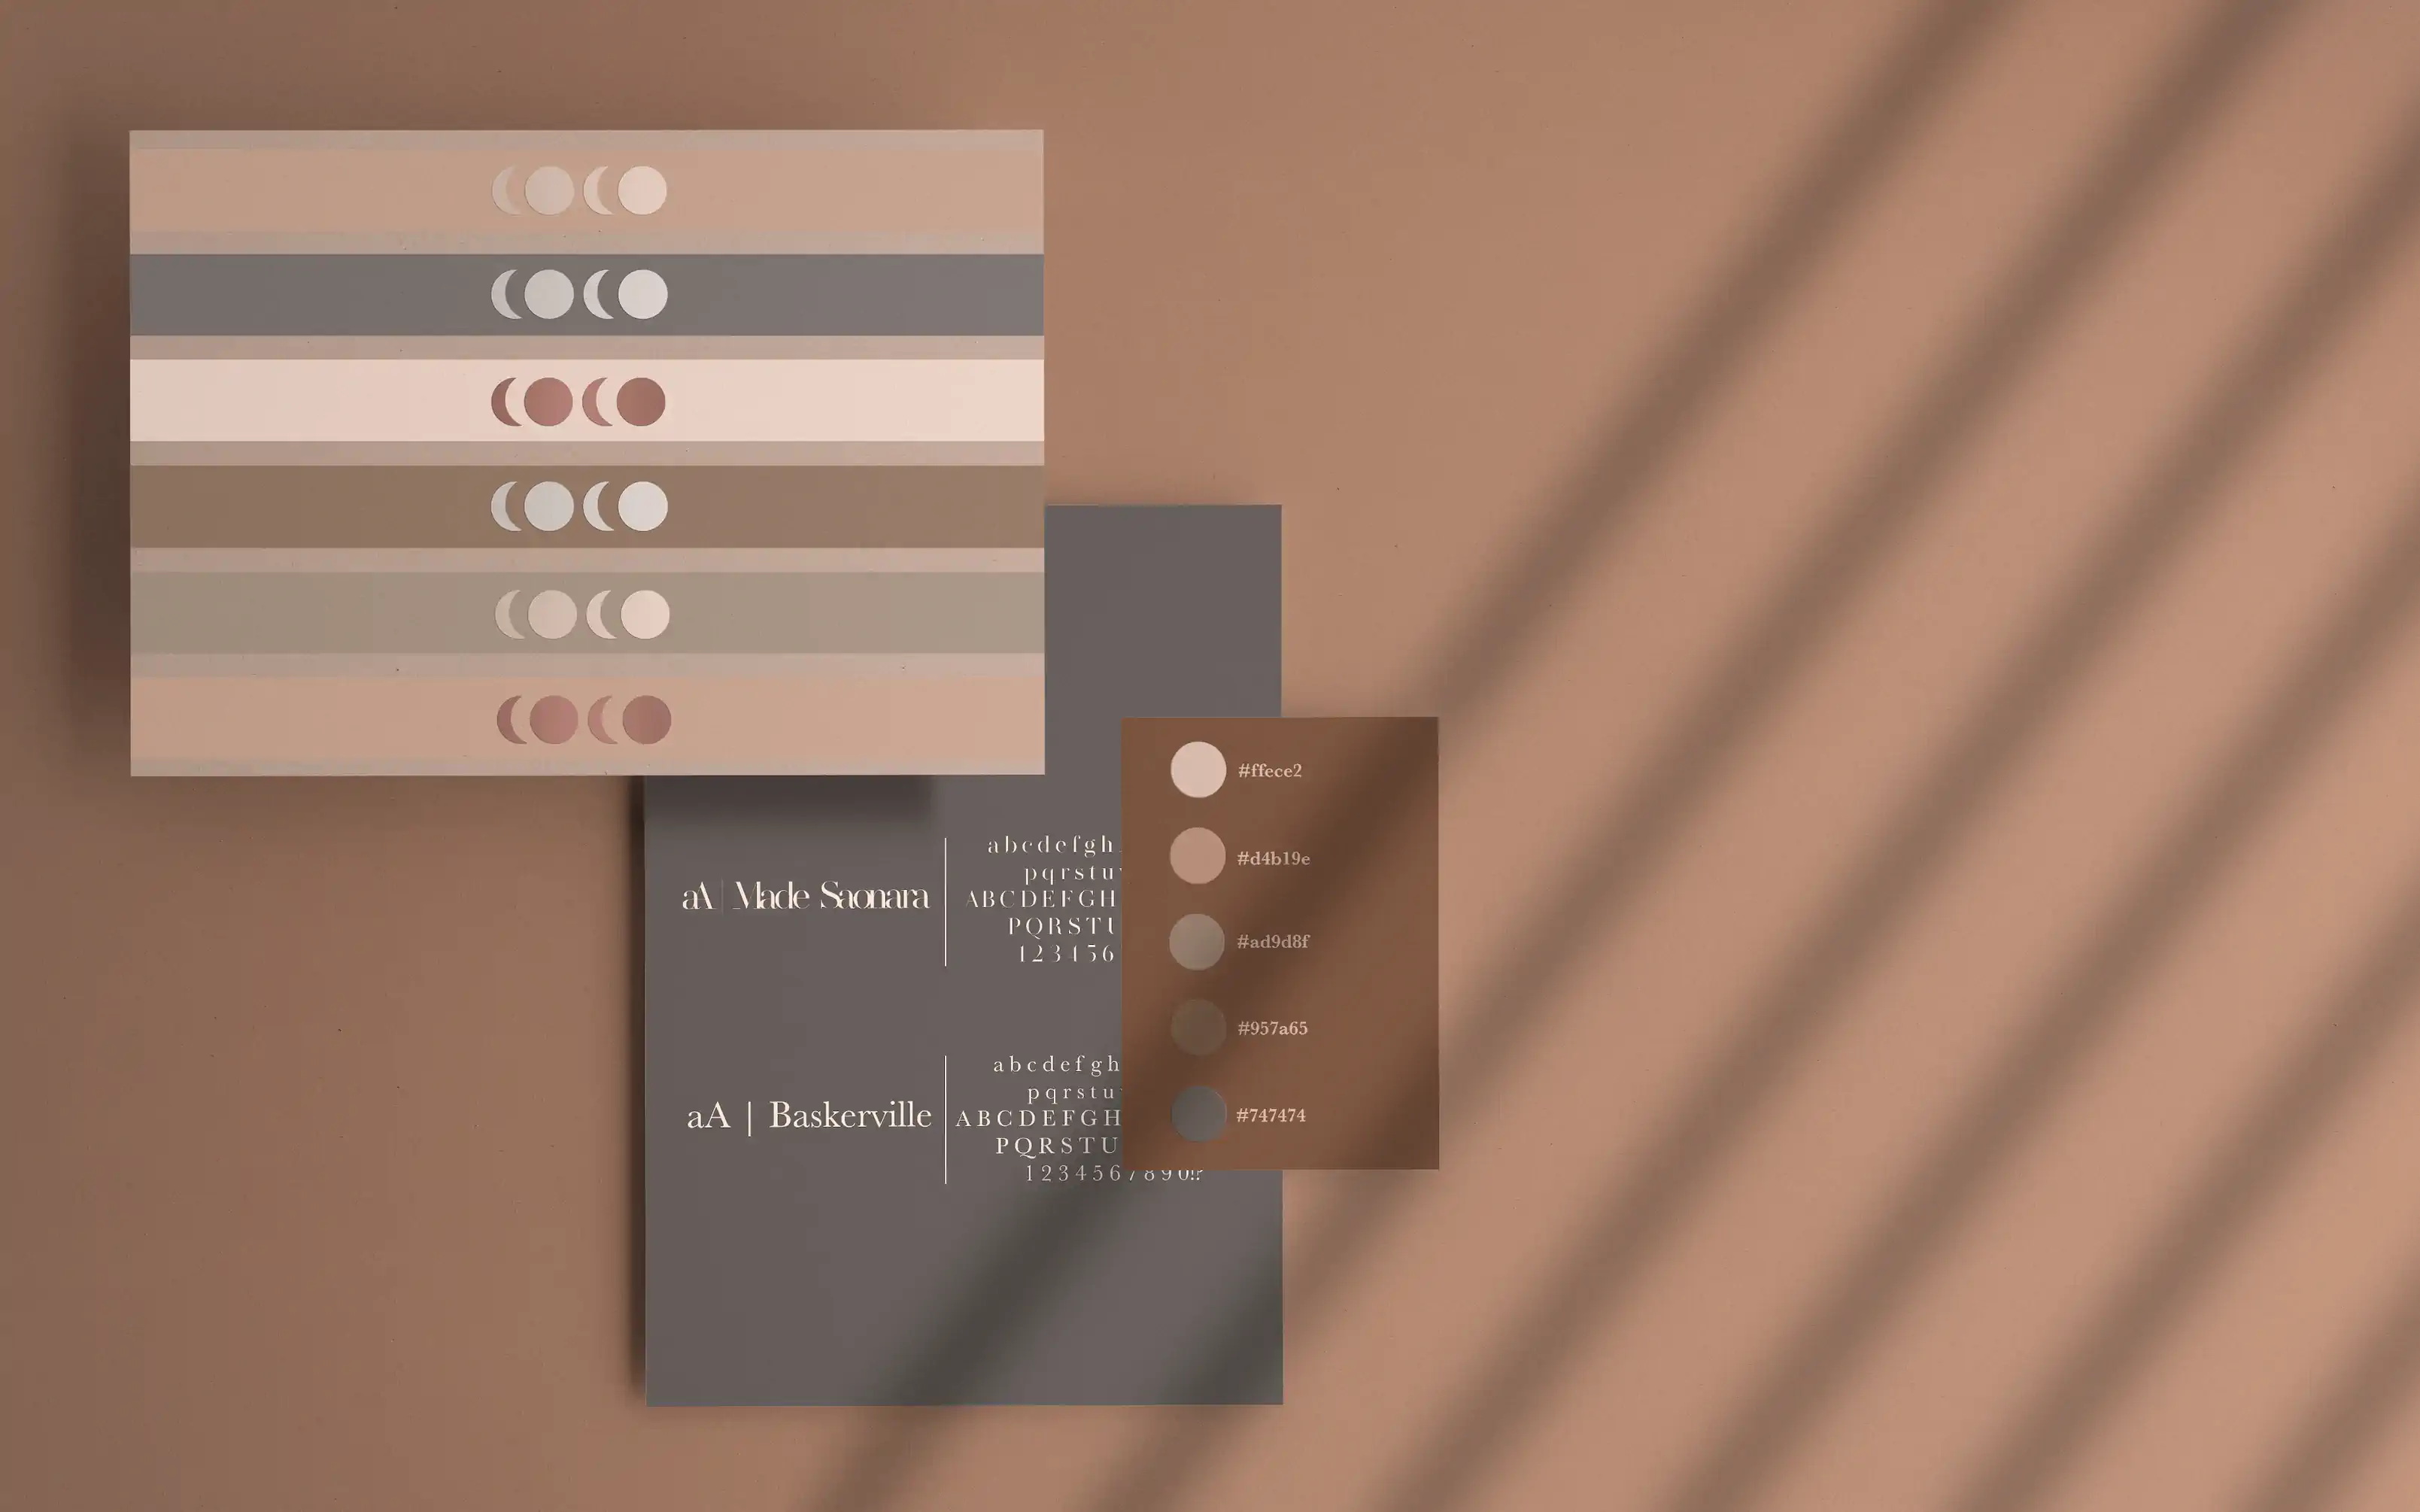 aA | Made Saonara
abcdefgh
pqrstu
ABCDEFGH
PQRSTU
123456
aA | Baskerville
abcdefgh
pqrstu
ABCDEFGH
PQRSTU
1234567890!?
#ffece2
#d4b19e
#ad9d8f
#957a65
#747474